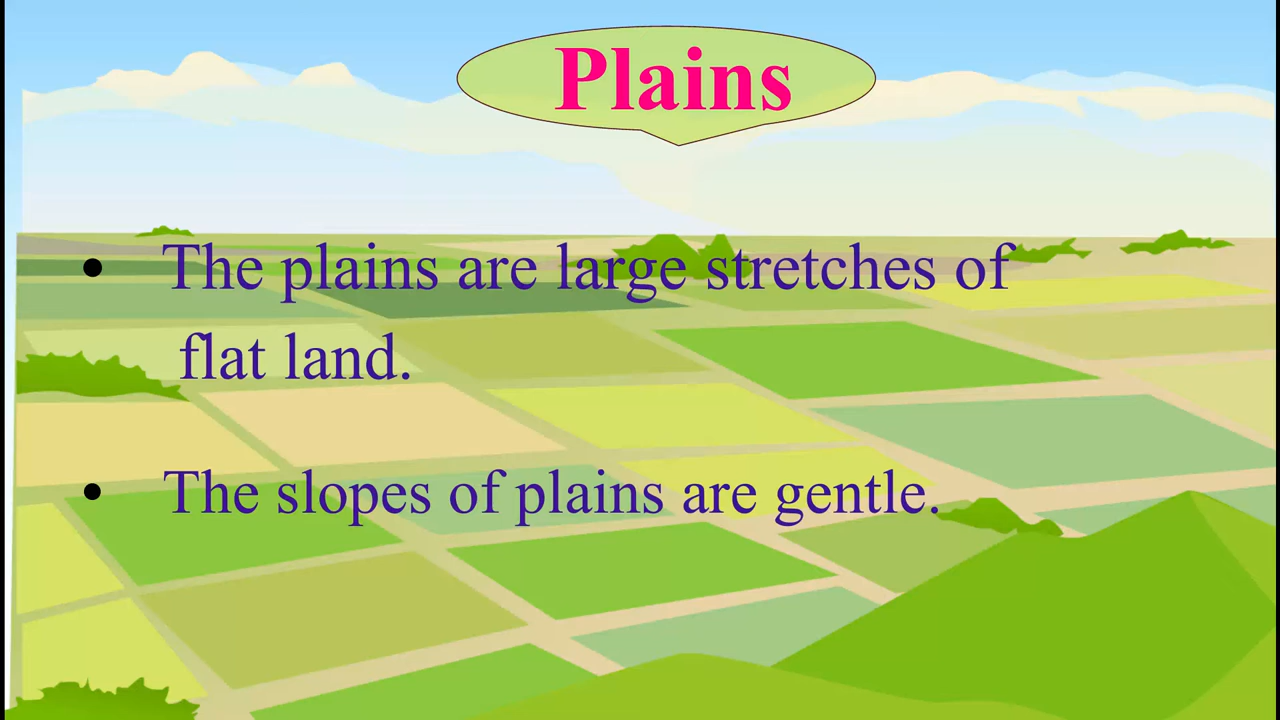 Plains
• The plains are large stretches of
flat land.
• The slopes of plains are gentle.